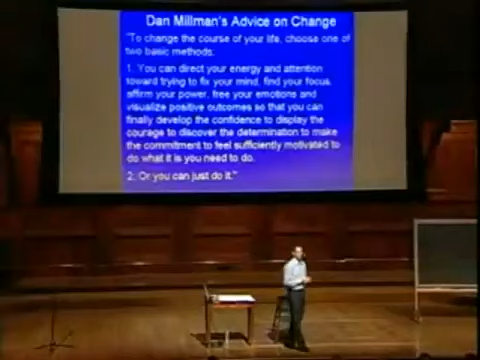 Dan Millman's Advice on Change
"To change the course of your life, choose one of
two basic methods:
1. You can direct your energy and attention
toward trying to fix your mind, find your focus,
affirm your power, free your emotions and
visualize positive outcomes so that you can
finally develop the confidence to display the
courage to discover the determination to make
the commitment to feel sufficiently motivated to
do what it is you need to do.
2. Or you can just do it."